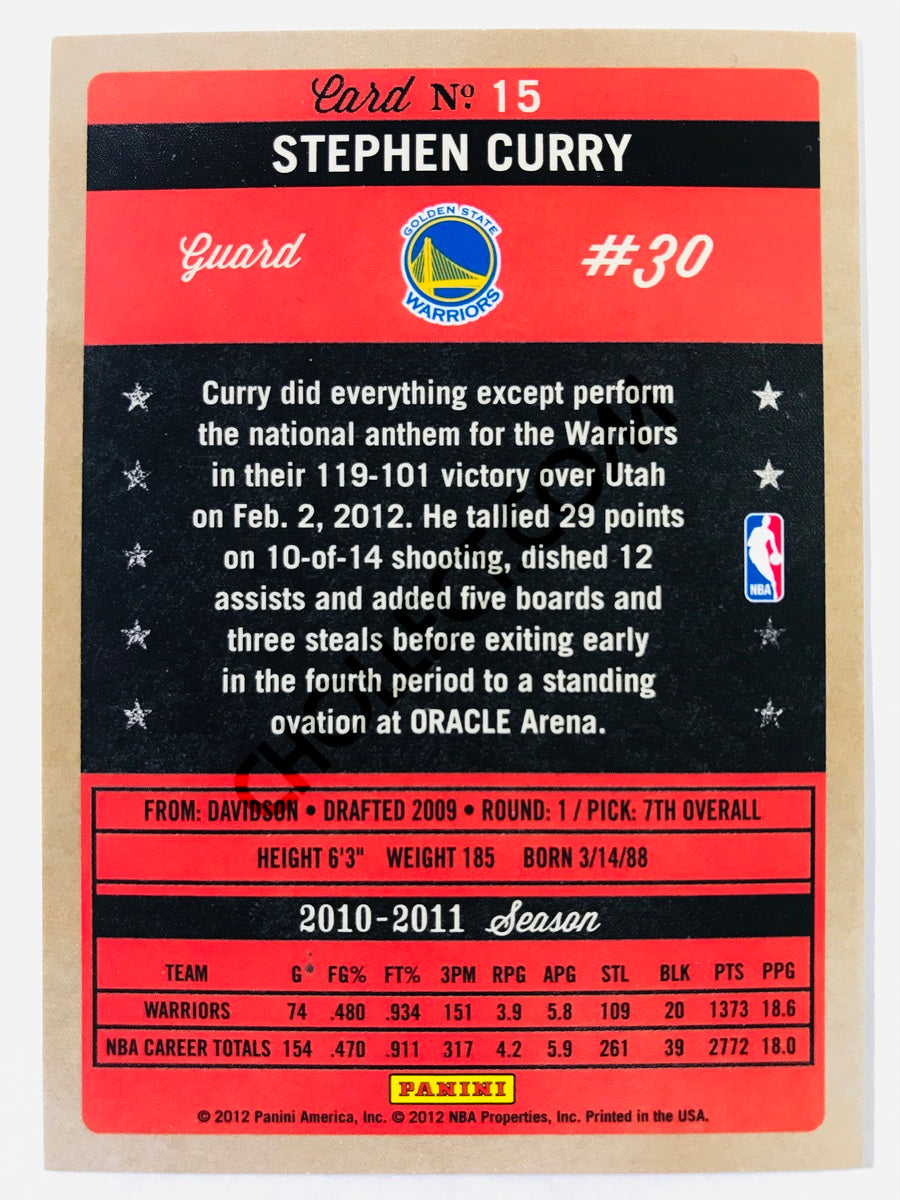 Card Nº 15
STEPHEN CURRY
Guard
GOLDEN STATE
WARRIORS
#30
Curry did everything except perform
the national anthem for the Warriors
in their 119-101 victory over Utah
on Feb. 2, 2012. He tallied 29 points
on 10-of-14 shooting, dished 12
assists and added five boards and
three steals before exiting early
in the fourth period to a standing
ovation at ORACLE Arena.
NBA
CHOLLECT.COM
FROM: DAVIDSON • DRAFTED 2009 • ROUND: 1 / PICK: 7TH OVERALL
HEIGHT 6'3" WEIGHT 185 BORN 3/14/88
2010-2011 Season
TEAM G FG% FT% 3PM RPG APG STL BLK PTS PPG
WARRIORS 74 .480 .934 151 3.9 5.8 109 20 1373 18.6
NBA CAREER TOTALS 154 .470 .911 317 4.2 5.9 261 39 2772 18.0
PANINI
© 2012 Panini America, Inc. © 2012 NBA Properties, Inc. Printed in the USA.